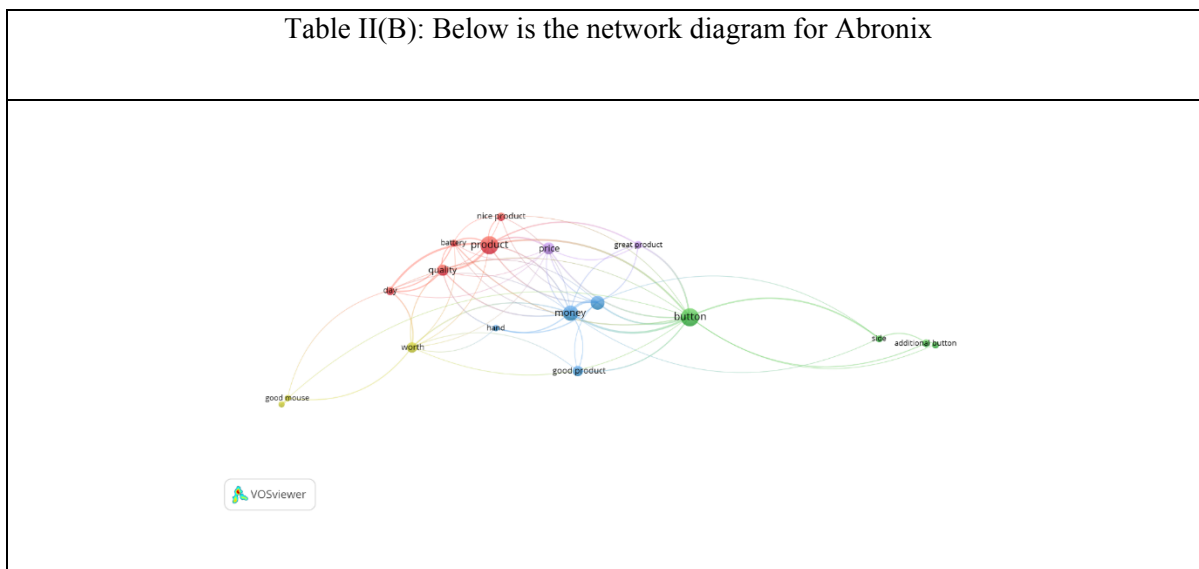 Table II(B): Below is the network diagram for Abronix
nice product
battery
product
price
great product
quality
day
money
button
hand
worth
side
additional button
good product
good mouse
VOSviewer